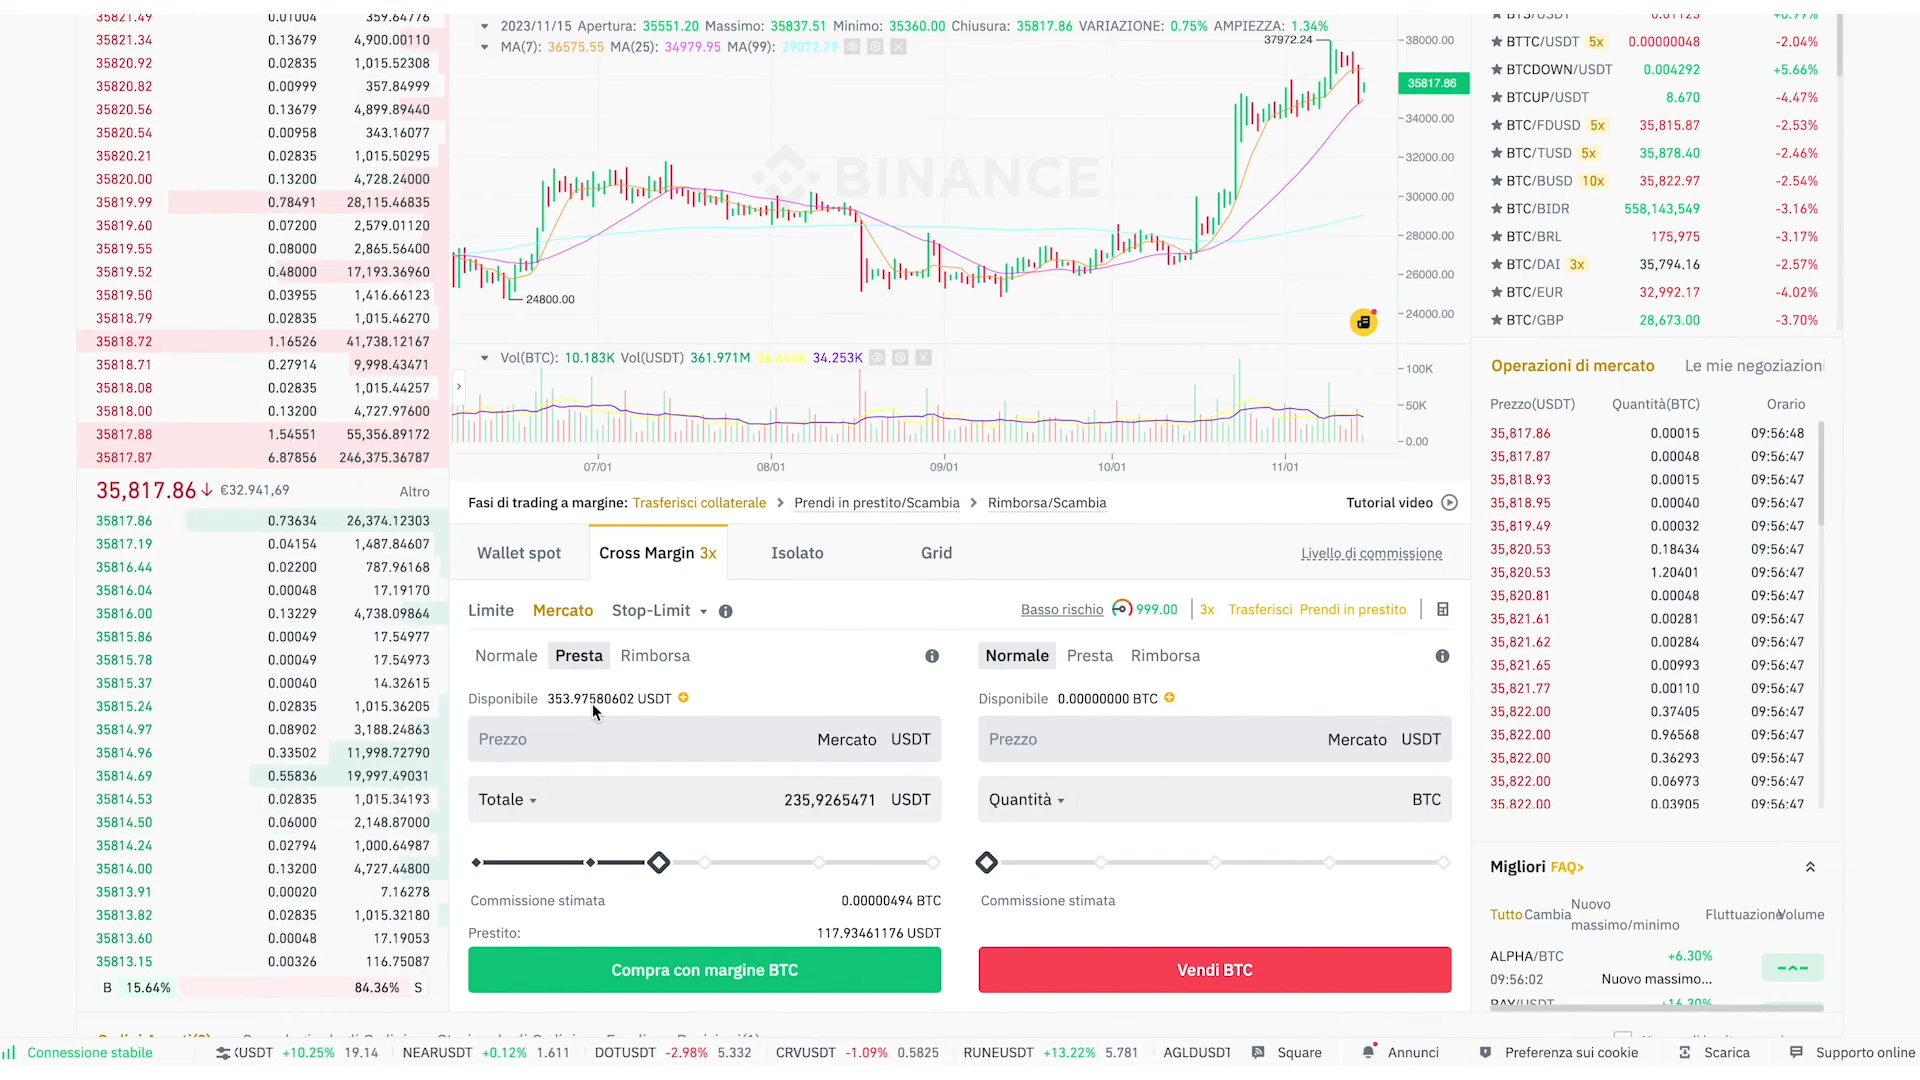 35821.49 0.01004 359.64776
35821.34 0.13679 4,900.00110
35820.92 0.02835 1,015.52308
35820.82 0.00999 357.84999
35820.56 0.13679 4,899.89440
35820.54 0.00958 343.16077
35820.21 0.02835 1,015.50295
35820.00 0.13200 4,728.24000
35819.99 0.78491 28,115.46835
35819.60 0.07200 2,579.01120
35819.55 0.08000 2,865.56400
35819.52 0.48000 17,193.36960
35819.50 0.03955 1,416.66123
35818.79 0.02835 1,015.46270
35818.72 1.16526 41,738.12167
35818.71 0.27914 9,998.43471
35818.08 0.02835 1,015.44257
35818.00 0.13200 4,727.97600
35817.88 1.54551 55,356.89172
35817.87 6.87856 246,375.36787
35,817.86 €32.941,69 Altro
35817.86 0.73634 26,374.12303
35817.19 0.04154 1,487.84607
35816.44 0.02200 787.96168
35816.04 0.00048 17.19170
35816.00 0.13229 4,738.09864
35815.86 0.00049 17.54977
35815.78 0.00049 17.54973
35815.37 0.00040 14.32615
35815.24 0.02835 1,015.36205
35814.97 0.08902 3,188.24863
35814.96 0.33502 11,998.72790
35814.69 0.55836 19,997.49031
35814.53 0.02835 1,015.34193
35814.50 0.06000 2,148.87000
35814.24 0.02794 1,000.64987
35814.00 0.13200 4,727.44800
35813.91 0.00020 7.16278
35813.82 0.02835 1,015.32180
35813.60 0.00048 17.19053
35813.15 0.00326 116.75087
B 15.64% 84.36% S
2023/11/15 Apertura: 35551.20 Massimo: 35837.51 Minimo: 35360.00 Chiusura: 35817.86 VARIAZIONE: 0.75% AMPIEZZA: 1.34%
MA(7): 36575.55 MA(25): 34979.95 MA(99): 29072.79
37972.24
38000.00
35817.86
34000.00
32000.00
30000.00
28000.00
26000.00
24000.00
BINANCE
24800.00
Vol(BTC): 10.183K Vol(USDT) 361.971M 36.444K 34.253K
100K
50K
0.00
07/01 08/01 09/01 10/01 11/01
Fasi di trading a margine: Trasferisci collaterale > Prendi in prestito/Scambia > Rimborsa/Scambia Tutorial video
Wallet spot Cross Margin 3x Isolato Grid Livello di commissione
Limite Mercato Stop-Limit Basso rischio 999.00 3x Trasferisci Prendi in prestito
Normale Presta Rimborsa
Disponibile 353.97580602 USDT
Prezzo Mercato USDT
Totale 235,9265471 USDT
Commissione stimata 0.00000494 BTC
Prestito: 117.93461176 USDT
Compra con margine BTC
Normale Presta Rimborsa
Disponibile 0.00000000 BTC
Prezzo Mercato USDT
Quantità BTC
Commissione stimata
Vendi BTC
BTS/USDT 0.01123 +0.99%
BTTC/USDT 5x 0.00000048 -2.04%
BTCDOWN/USDT 0.004292 +5.66%
BTCUP/USDT 8.670 -4.47%
BTC/FDUSD 5x 35,815.87 -2.53%
BTC/TUSD 5x 35,878.40 -2.46%
BTC/BUSD 10x 35,822.97 -2.54%
BTC/BIDR 558,143,549 -3.16%
BTC/BRL 175,975 -3.17%
BTC/DAI 3x 35,794.16 -2.57%
BTC/EUR 32,992.17 -4.02%
BTC/GBP 28,673.00 -3.70%
Operazioni di mercato Le mie negoziazioni
Prezzo(USDT) Quantità(BTC) Orario
35,817.86 0.00015 09:56:48
35,817.87 0.00048 09:56:47
35,818.93 0.00015 09:56:47
35,818.95 0.00040 09:56:47
35,819.49 0.00032 09:56:47
35,820.53 0.18434 09:56:47
35,820.53 1.20401 09:56:47
35,820.81 0.00048 09:56:47
35,821.61 0.00281 09:56:47
35,821.62 0.00284 09:56:47
35,821.65 0.00993 09:56:47
35,821.77 0.00110 09:56:47
35,822.00 0.37405 09:56:47
35,822.00 0.96568 09:56:47
35,822.00 0.36293 09:56:47
35,822.00 0.06973 09:56:47
35,822.00 0.03905 09:56:47
Migliori FAQ>
Tutto Cambia Nuovo massimo/minimo Fluttuazione Volume
ALPHA/BTC +6.30%
09:56:02 Nuovo massimo...
+16.30%
Connessione stabile
USDT +10.25% 19.14 NEARUSDT +0.12% 1.611 DOTUSDT -2.98% 5.332 CRVUSDT -1.09% 0.5825 RUNEUSDT +13.22% 5.781 AGLDUSDT Square Annunci Preferenza sui cookie Scarica Supporto online